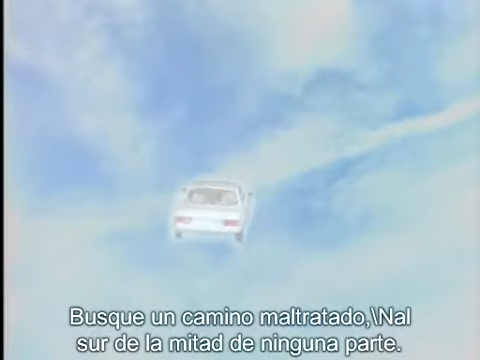 Busque un camino maltratado,\Nal
sur de la mitad de ninguna parte.